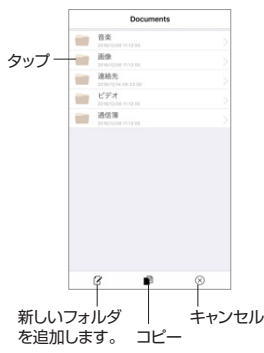 Documents
音楽
タップ
画像
連絡先
ビデオ
通信簿
新しいフォルダ
を追加します。
コピー
キャンセル